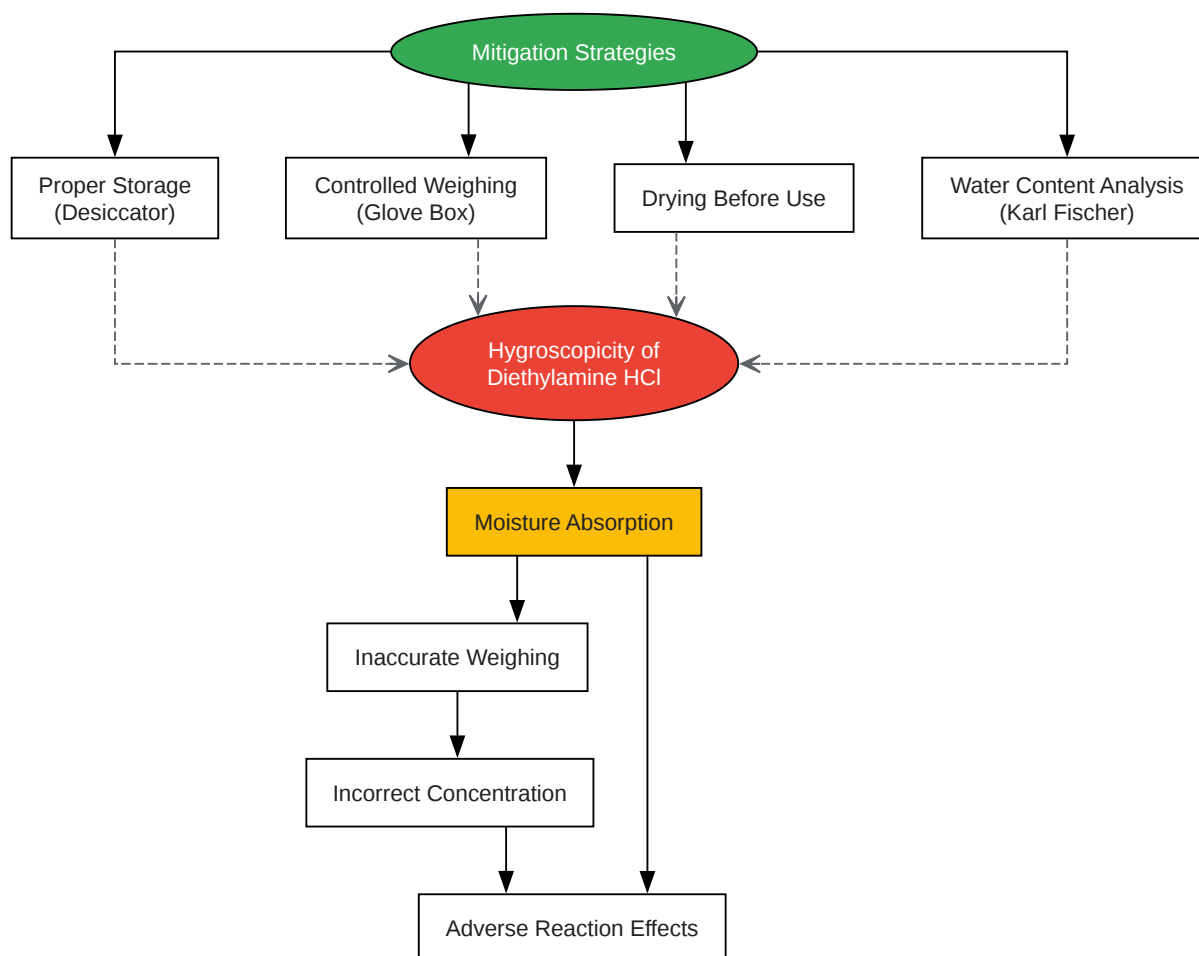 Mitigation Strategies
Proper Storage
(Desiccator)
Controlled Weighing
(Glove Box)
Drying Before Use
Water Content Analysis
(Karl Fischer)
Hygroscopicity of
Diethylamine HCl
Moisture Absorption
Inaccurate Weighing
Incorrect Concentration
Adverse Reaction Effects